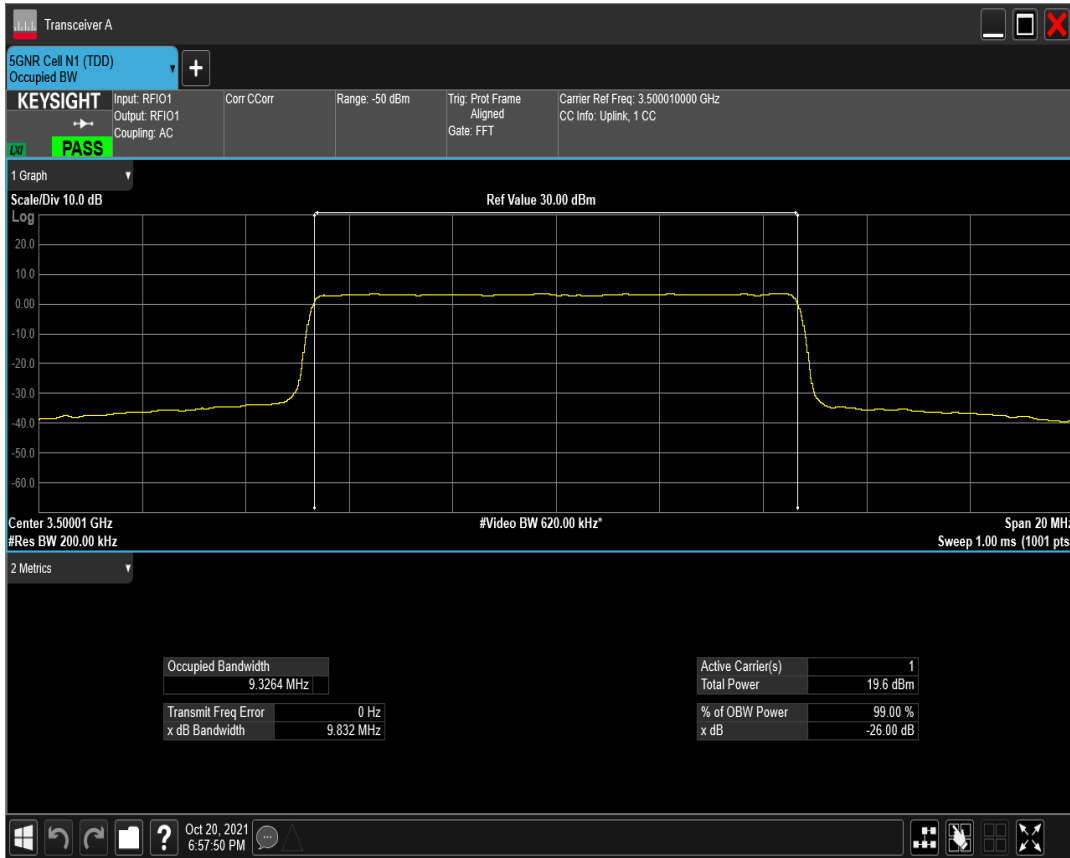 Transceiver A
5GNR Cell N1 (TDD)
Occupied BW
+
KEYSIGHT
LXI
PASS
Input: RFIO1
Output: RFIO1
Coupling: AC
Corr CCorr
Range: -50 dBm
Trig: Prot Frame
Aligned
Gate: FFT
Carrier Ref Freq: 3.500010000 GHz
CC Info: Uplink, 1 CC
1 Graph
Scale/Div 10.0 dB
Ref Value 30.00 dBm
Log
20.0
10.0
0.00
-10.0
-20.0
-30.0
-40.0
-50.0
-60.0
Center 3.50001 GHz
#Video BW 620.00 kHz*
Span 20 MHz
#Res BW 200.00 kHz
Sweep 1.00 ms (1001 pts
2 Metrics
Occupied Bandwidth
9.3264 MHz
Transmit Freq Error 0 Hz
x dB Bandwidth 9.832 MHz
Active Carrier(s) 1
Total Power 19.6 dBm
% of OBW Power 99.00 %
x dB -26.00 dB
?
Oct 20, 2021
6:57:50 PM